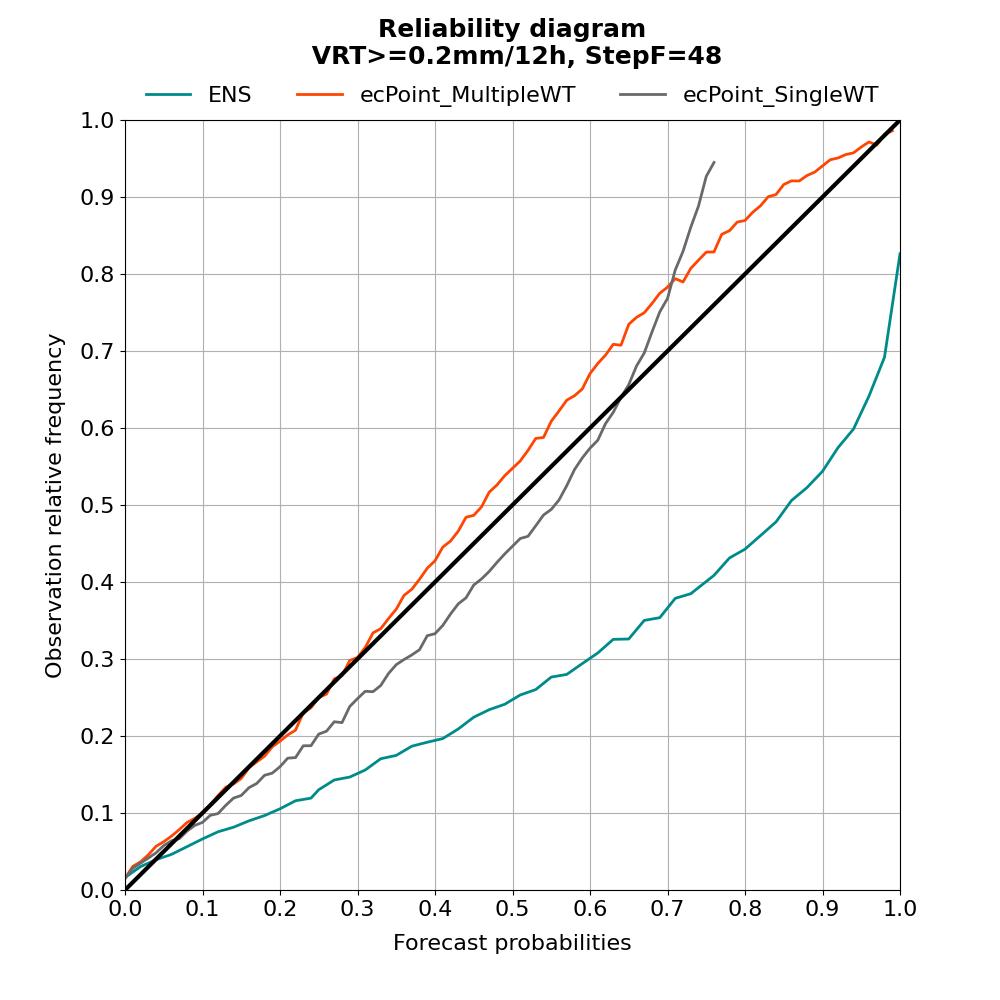 Reliability diagram
VRT>=0.2mm/12h, StepF=48
ENS ecPoint_MultipleWT ecPoint_SingleWT
1.0
0.9
0.8
0.7
0.6
0.5
0.4
0.3
0.2
0.1
0.0
Observation relative frequency
0.0 0.1 0.2 0.3 0.4 0.5 0.6 0.7 0.8 0.9 1.0
Forecast probabilities